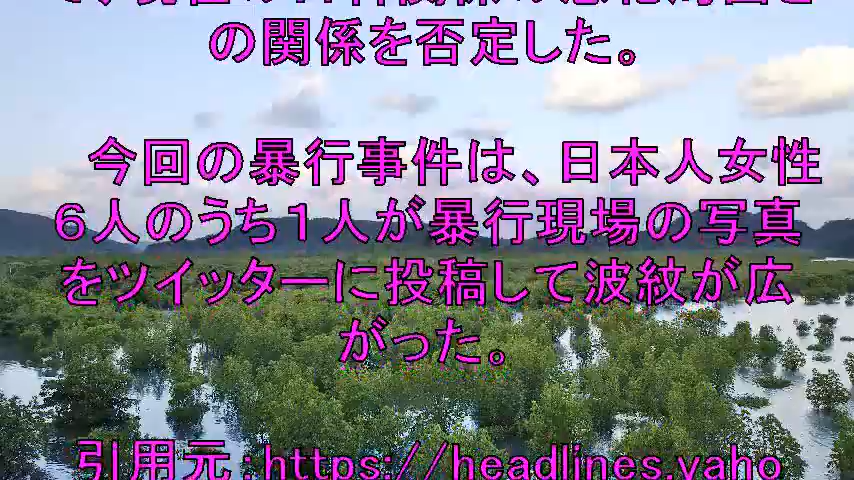 の関係を否定した。
今回の暴行事件は、日本人女性
６人のうち１人が暴行現場の写真
をツイッターに投稿して波紋が広
がった。
引用元：https://headlines.yaho